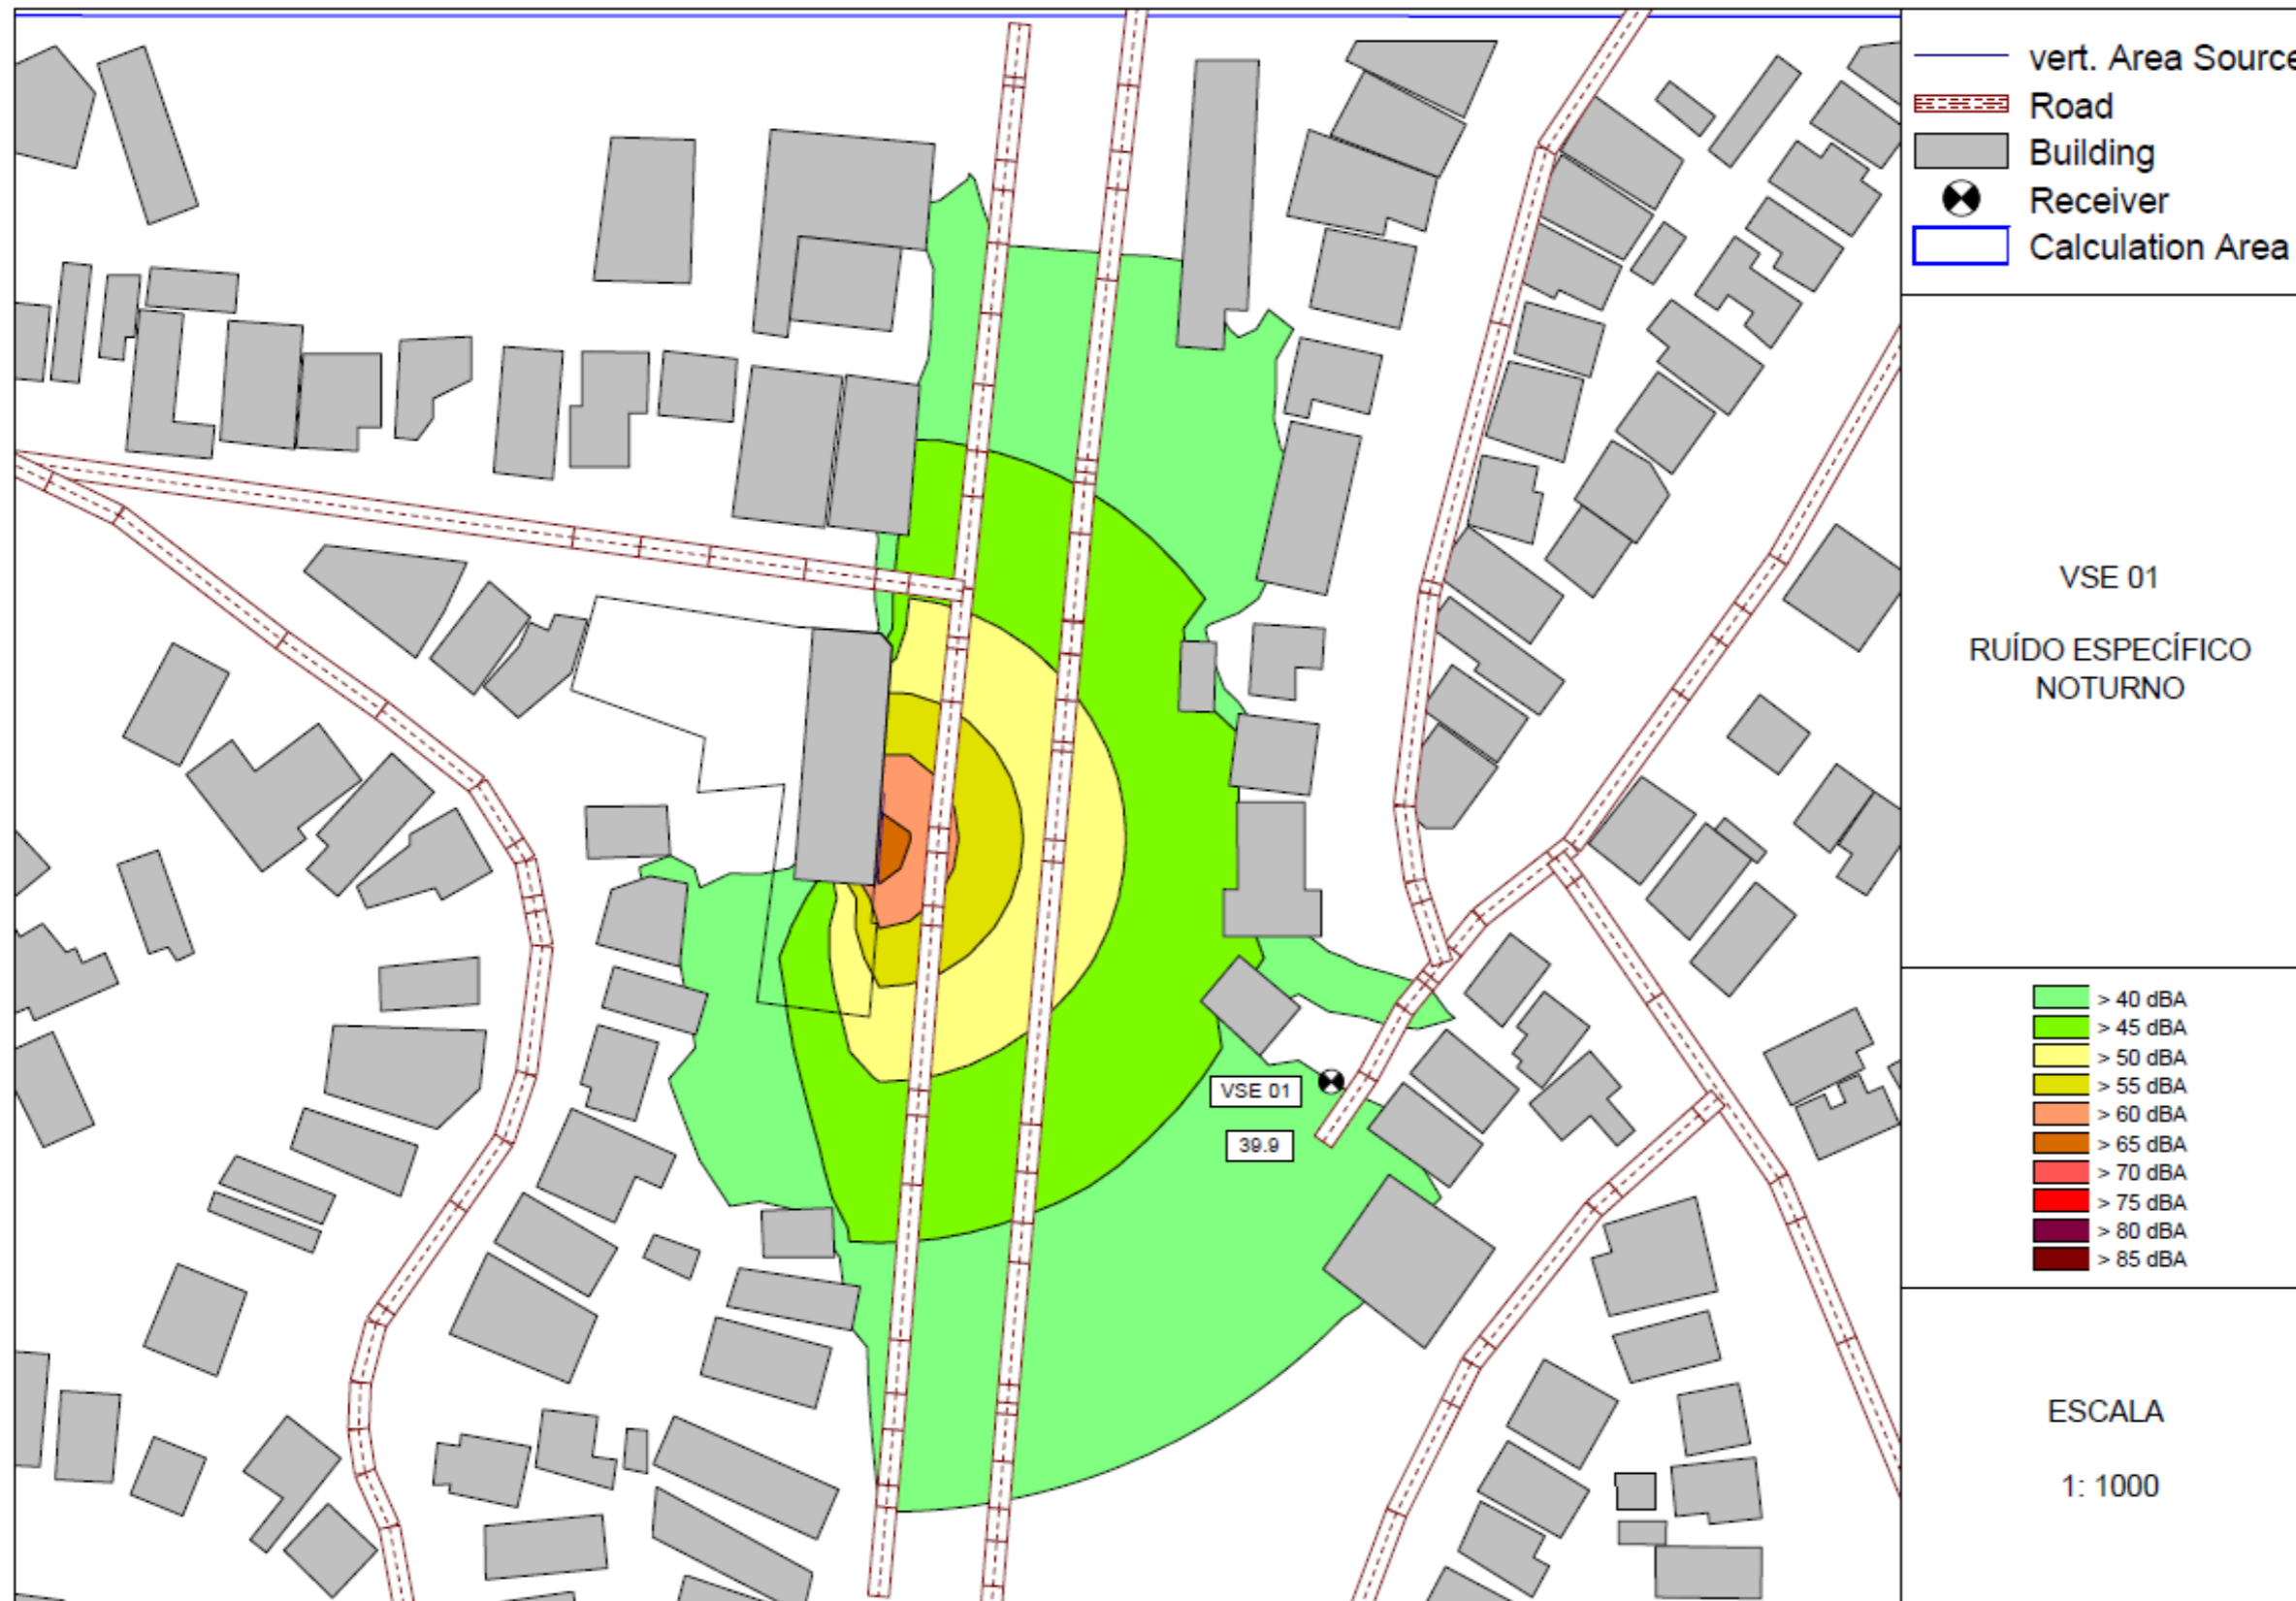 vert. Area Source
Road
Building
Receiver
Calculation Area
VSE 01
RUÍDO ESPECÍFICO
NOTURNO
VSE 01
39.9
> 40 dBA
> 45 dBA
> 50 dBA
> 55 dBA
> 60 dBA
> 65 dBA
> 70 dBA
> 75 dBA
> 80 dBA
> 85 dBA
ESCALA
1: 1000